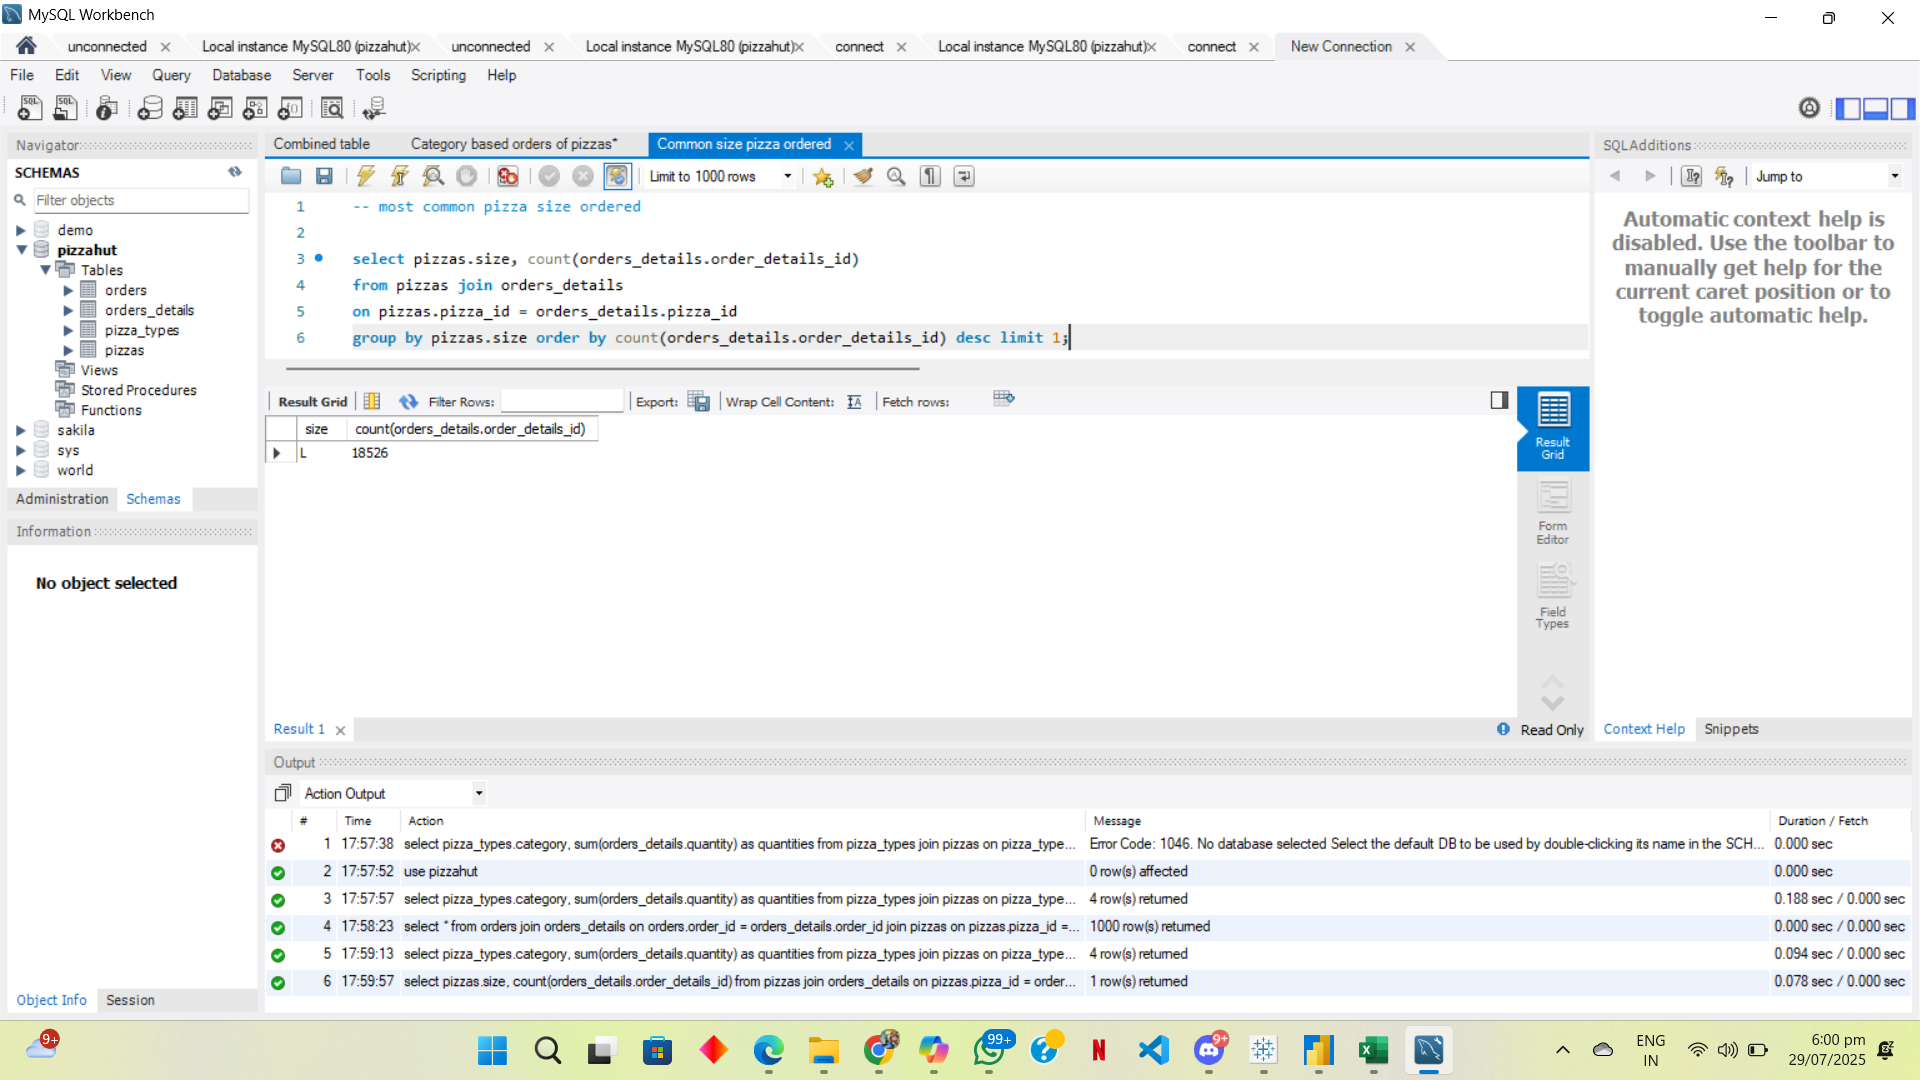 MySQL Workbench
unconnected
Local instance MySQL80 (pizzahut)
unconnected
Local instance MySQL80 (pizzahut)
connect
Local instance MySQL80 (pizzahut)
connect
New Connection
File Edit View Query Database Server Tools Scripting Help
Navigator
SCHEMAS
Filter objects
demo
pizzahut
Tables
orders
orders_details
pizza_types
pizzas
Views
Stored Procedures
Functions
sakila
sys
world
Administration Schemas
Information
No object selected
Object Info Session
Combined table
Category based orders of pizzas*
Common size pizza ordered
Limit to 1000 rows
1 -- most common pizza size ordered
2
3 select pizzas.size, count(orders_details.order_details_id)
4 from pizzas join orders_details
5 on pizzas.pizza_id = orders_details.pizza_id
6 group by pizzas.size order by count(orders_details.order_details_id) desc limit 1;
Result Grid Filter Rows: Export: Wrap Cell Content: Fetch rows:
size count(orders_details.order_details_id)
L 18526
Result Grid
Form Editor
Field Types
Result 1
Read Only
SQLAdditions
Jump to
Automatic context help is
disabled. Use the toolbar to
manually get help for the
current caret position or to
toggle automatic help.
Context Help Snippets
Output
Action Output
# Time Action Message Duration / Fetch
1 17:57:38 select pizza_types.category, sum(orders_details.quantity) as quantities from pizza_types join pizzas on pizza_type... Error Code: 1046. No database selected Select the default DB to be used by double-clicking its name in the SCH... 0.000 sec
2 17:57:52 use pizzahut 0 row(s) affected 0.000 sec
3 17:57:57 select pizza_types.category, sum(orders_details.quantity) as quantities from pizza_types join pizzas on pizza_type... 4 row(s) returned 0.188 sec / 0.000 sec
4 17:58:23 select * from orders join orders_details on orders.order_id = orders_details.order_id join pizzas on pizzas.pizza_id =... 1000 row(s) returned 0.000 sec / 0.000 sec
5 17:59:13 select pizza_types.category, sum(orders_details.quantity) as quantities from pizza_types join pizzas on pizza_type... 4 row(s) returned 0.094 sec / 0.000 sec
6 17:59:57 select pizzas.size, count(orders_details.order_details_id) from pizzas join orders_details on pizzas.pizza_id = order... 1 row(s) returned 0.078 sec / 0.000 sec
9+
99+
9+
ENG
IN
6:00 pm
29/07/2025